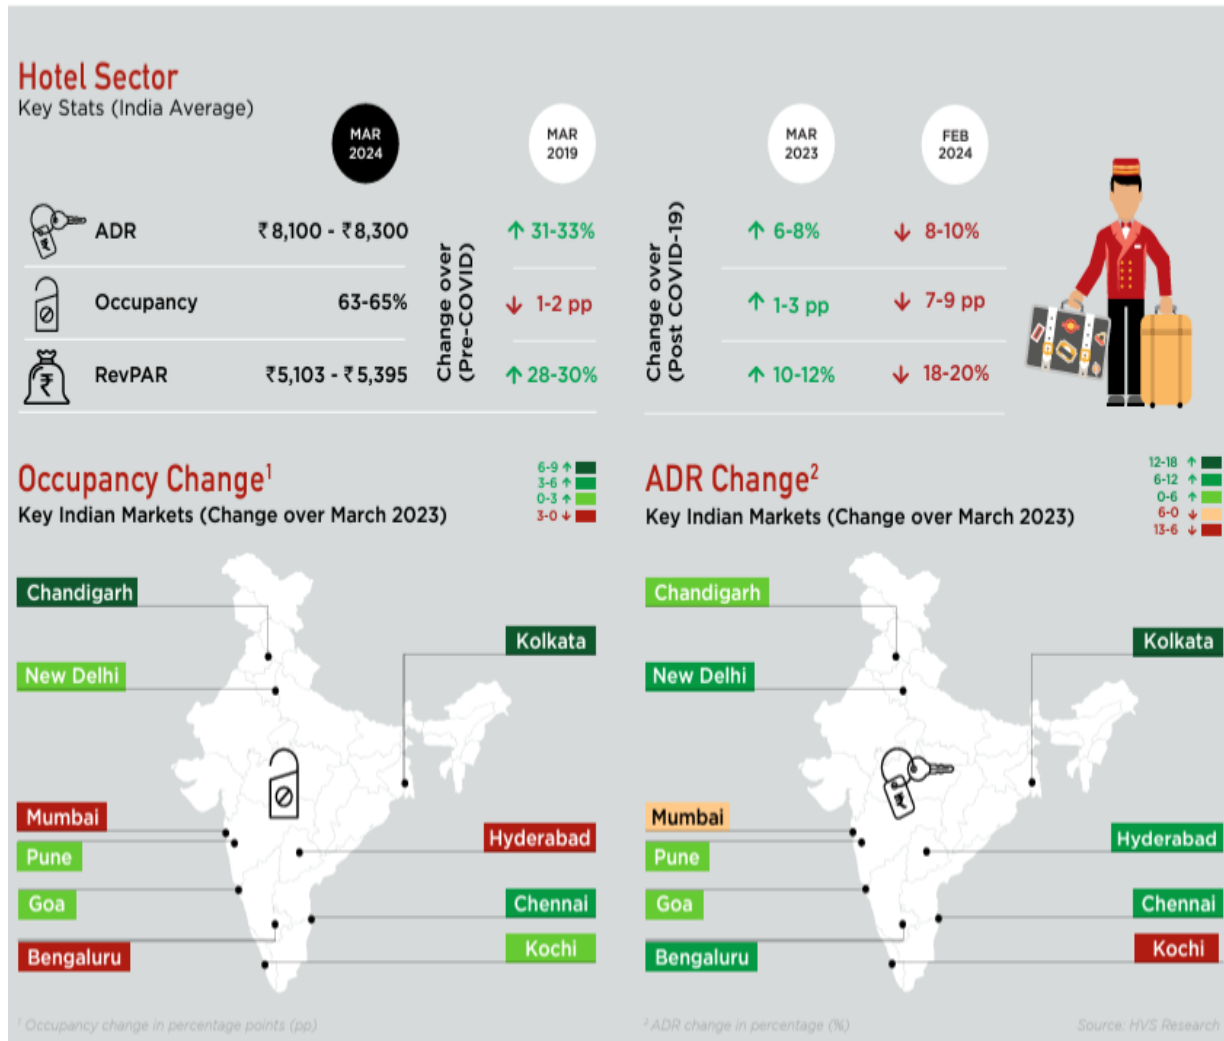 Hotel Sector
Key Stats (India Average)
MAR
2024
MAR
2019
MAR
2023
FEB
2024
Change over
(Pre-COVID)
Change over
(Post COVID-19)
ADR
₹8,100 - ₹8,300
↑ 31-33%
↑ 6-8%
↓ 8-10%
Occupancy
63-65%
↓ 1-2 pp
↑ 1-3 pp
↓ 7-9 pp
RevPAR
₹5,103 - ₹5,395
↑ 28-30%
↑ 10-12%
↓ 18-20%
Occupancy Change¹
Key Indian Markets (Change over March 2023)
6-9 ↑
3-6 ↑
0-3 ↑
3-0 ↓
Chandigarh
Kolkata
New Delhi
Mumbai
Hyderabad
Pune
Goa
Chennai
Bengaluru
Kochi
¹ Occupancy change in percentage points (pp)
ADR Change²
Key Indian Markets (Change over March 2023)
12-18 ↑
6-12 ↑
0-6 ↑
6-0 ↓
13-6 ↓
Chandigarh
Kolkata
New Delhi
Mumbai
Hyderabad
Pune
Goa
Chennai
Bengaluru
Kochi
² ADR change in percentage (%)
Source: HVS Research